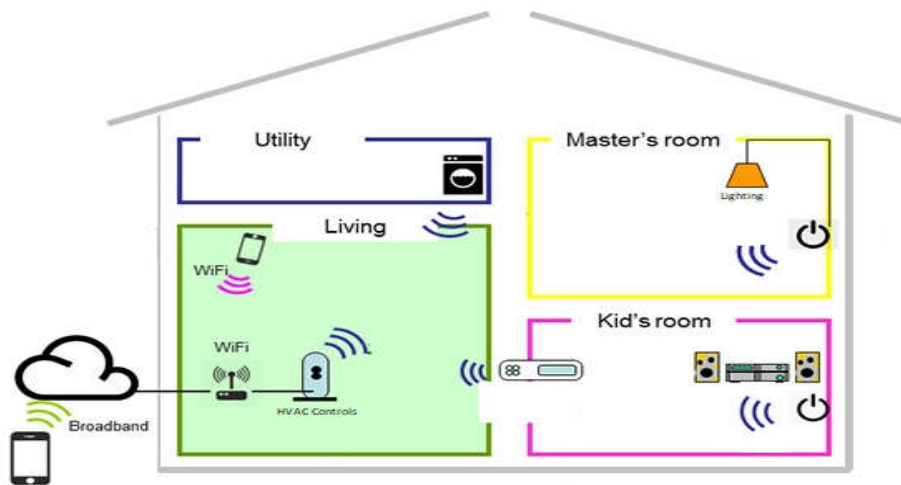 Utility
Master's room
Lighting
Living
WiFi
Kid's room
WiFi
HVAC Controls
Broadband